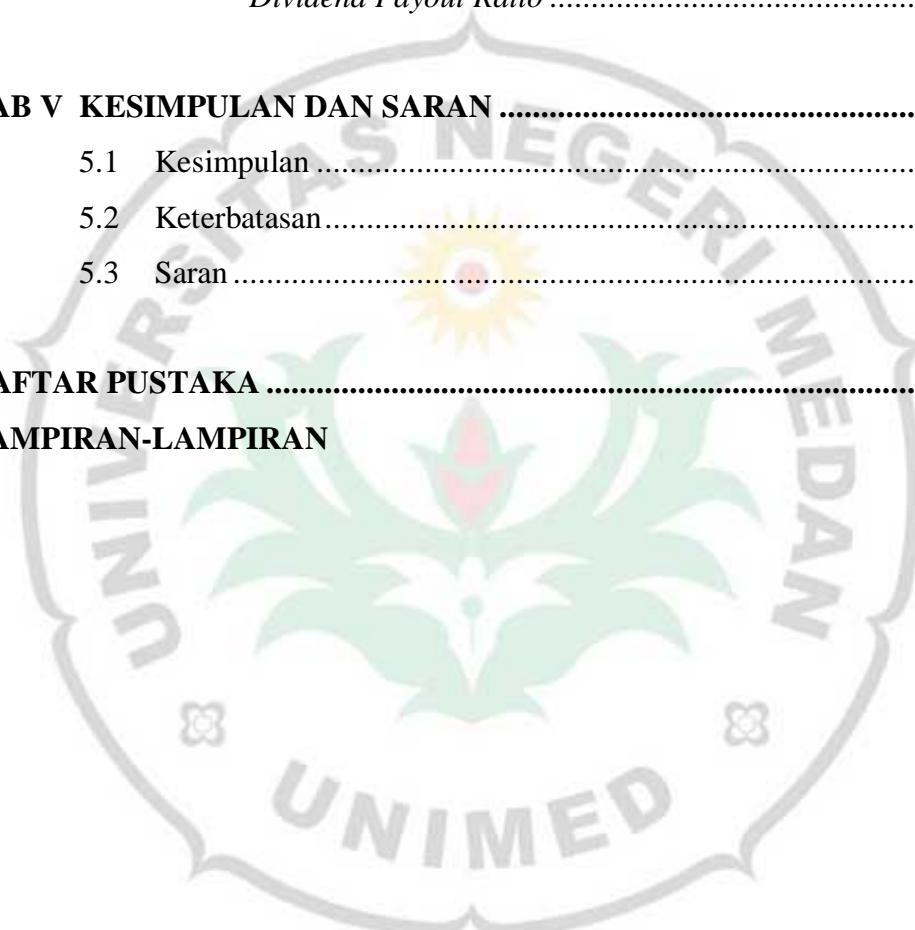 Dividend Payout Ratio ..........................................
AB V KESIMPULAN DAN SARAN ..................................................
5.1 Kesimpulan ......................................................................
5.2 Keterbatasan.....................................................................
5.3 Saran ................................................................................
AFTAR PUSTAKA ..............................................................................
AMPIRAN-LAMPIRAN
UNIVERSITAS NEGERI MEDAN
UNIMED